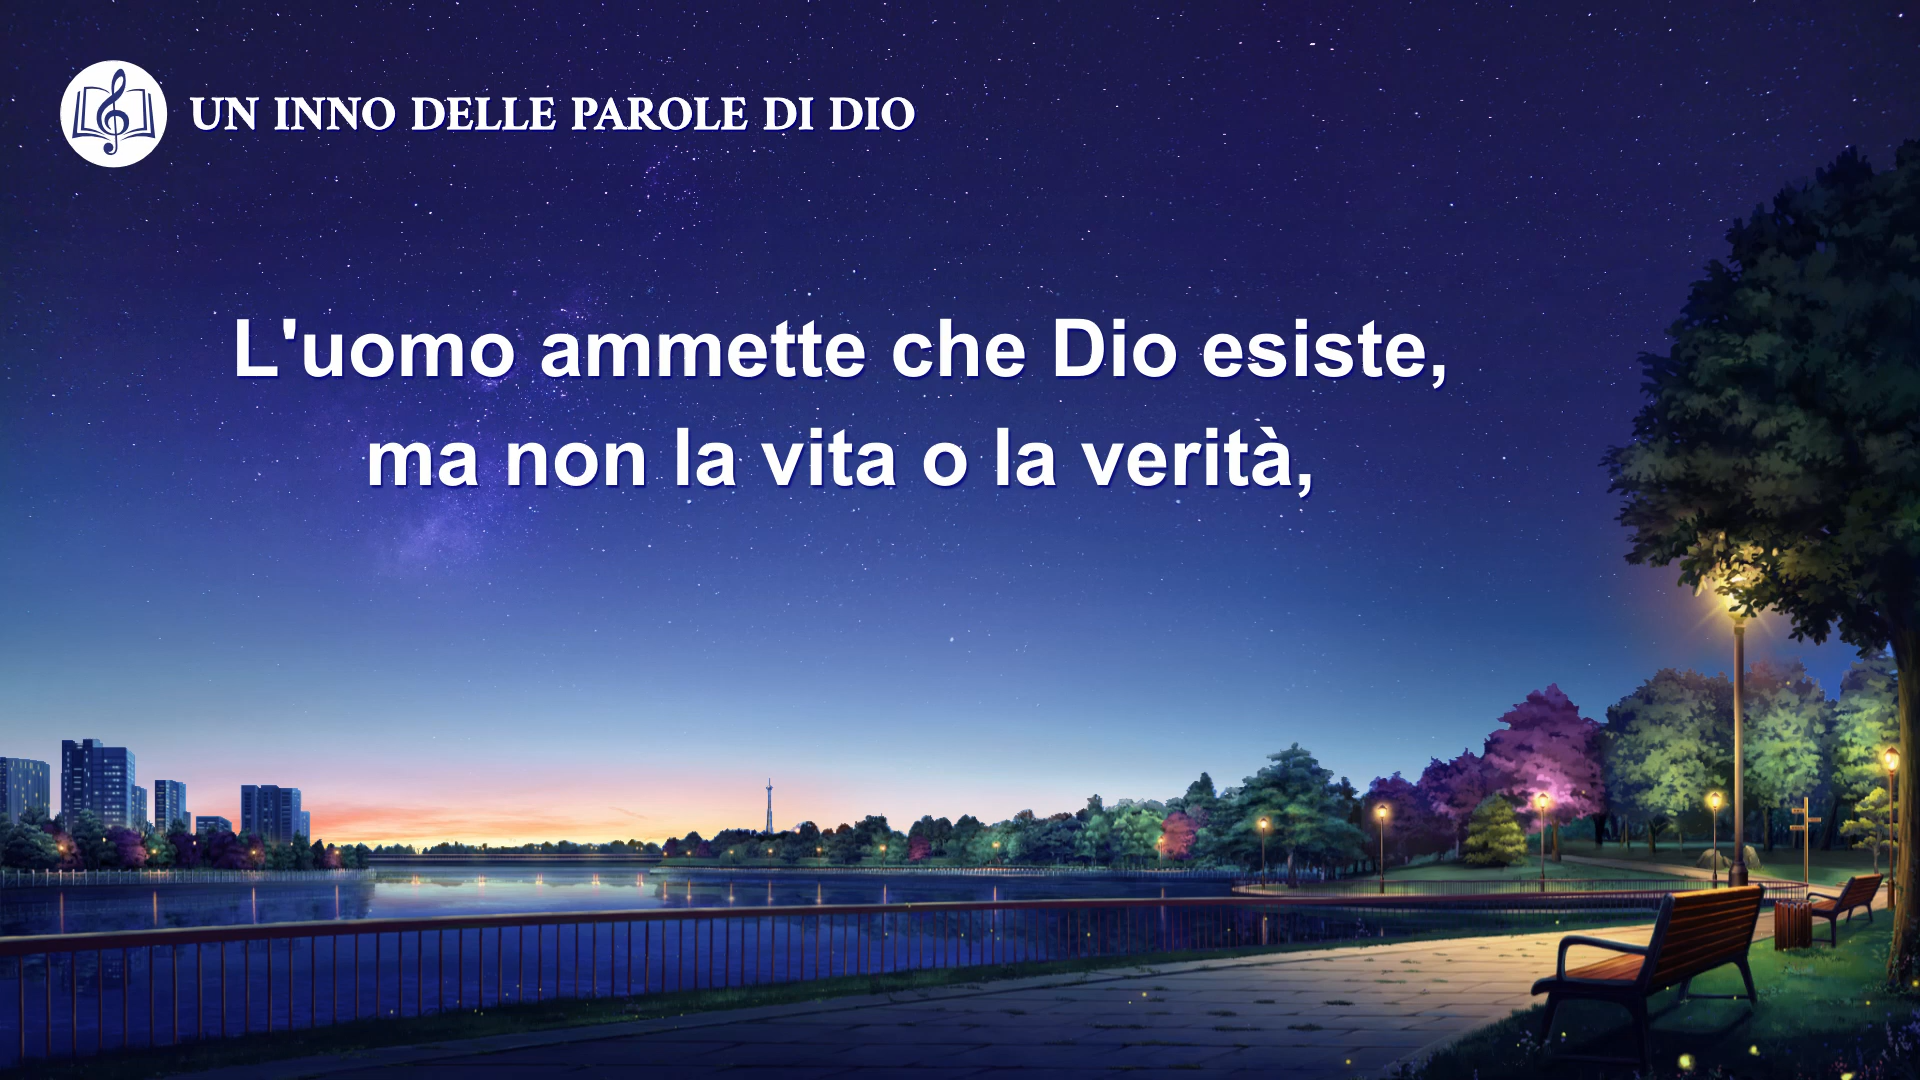 UN INNO DELLE PAROLE DI DIO
L'uomo ammette che Dio esiste,
ma non la vita o la verità,